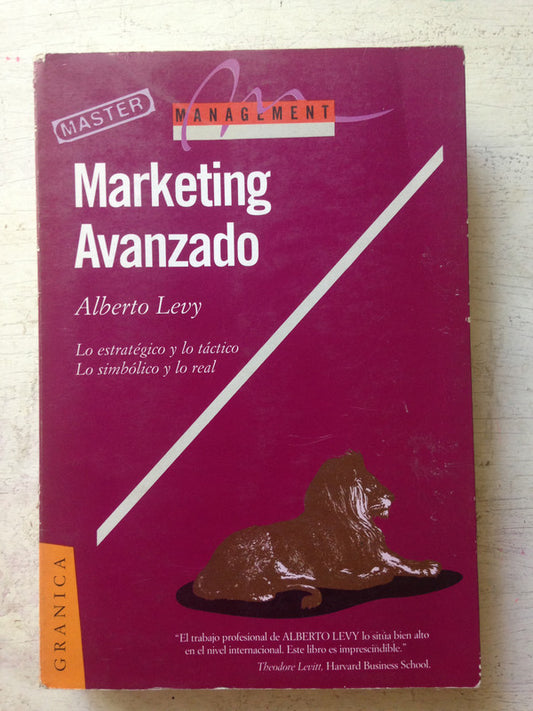 MASTER
MANAGEMENT
Marketing
Avanzado
Alberto Levy
Lo estratégico y lo táctico
Lo simbólico y lo real
GRANICA
"El trabajo profesional de ALBERTO LEVY lo sitúa bien alto
en el nivel internacional. Este libro es imprescindible."
Theodore Levitt, Harvard Business School.